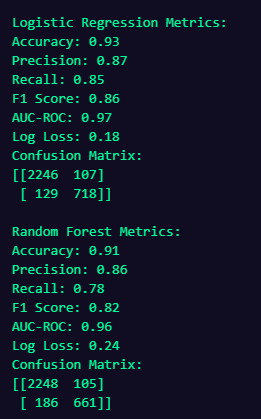 Logistic Regression Metrics:
Accuracy: 0.93
Precision: 0.87
Recall: 0.85
F1 Score: 0.86
AUC-ROC: 0.97
Log Loss: 0.18
Confusion Matrix:
[[2246  107]
 [ 129  718]]

Random Forest Metrics:
Accuracy: 0.91
Precision: 0.86
Recall: 0.78
F1 Score: 0.82
AUC-ROC: 0.96
Log Loss: 0.24
Confusion Matrix:
[[2248  105]
 [ 186  661]]